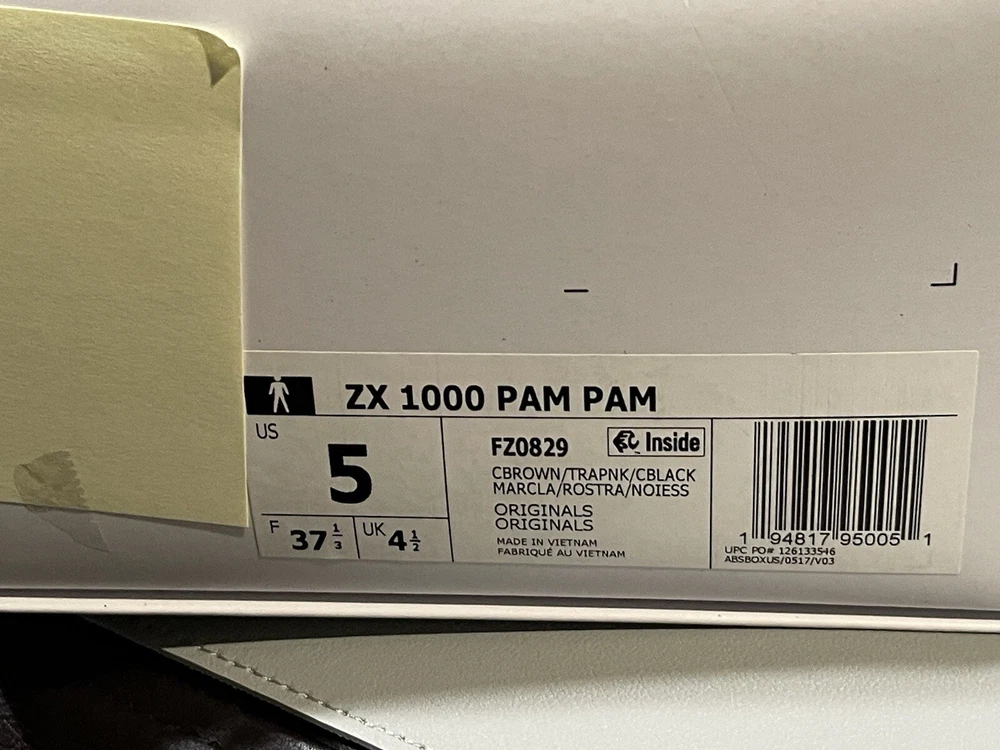 ZX 1000 PAM PAM
US
5
F 37 1/3
UK 4 1/2
FZ0829
Inside
CBROWN/TRAPNK/CBLACK
MARCLA/ROSTRA/NOIESS
ORIGINALS
ORIGINALS
MADE IN VIETNAM
FABRIQUÉ AU VIETNAM
1 94817 95005 1
UPC PO# 126133546
ABSBOXUS/0517/V03